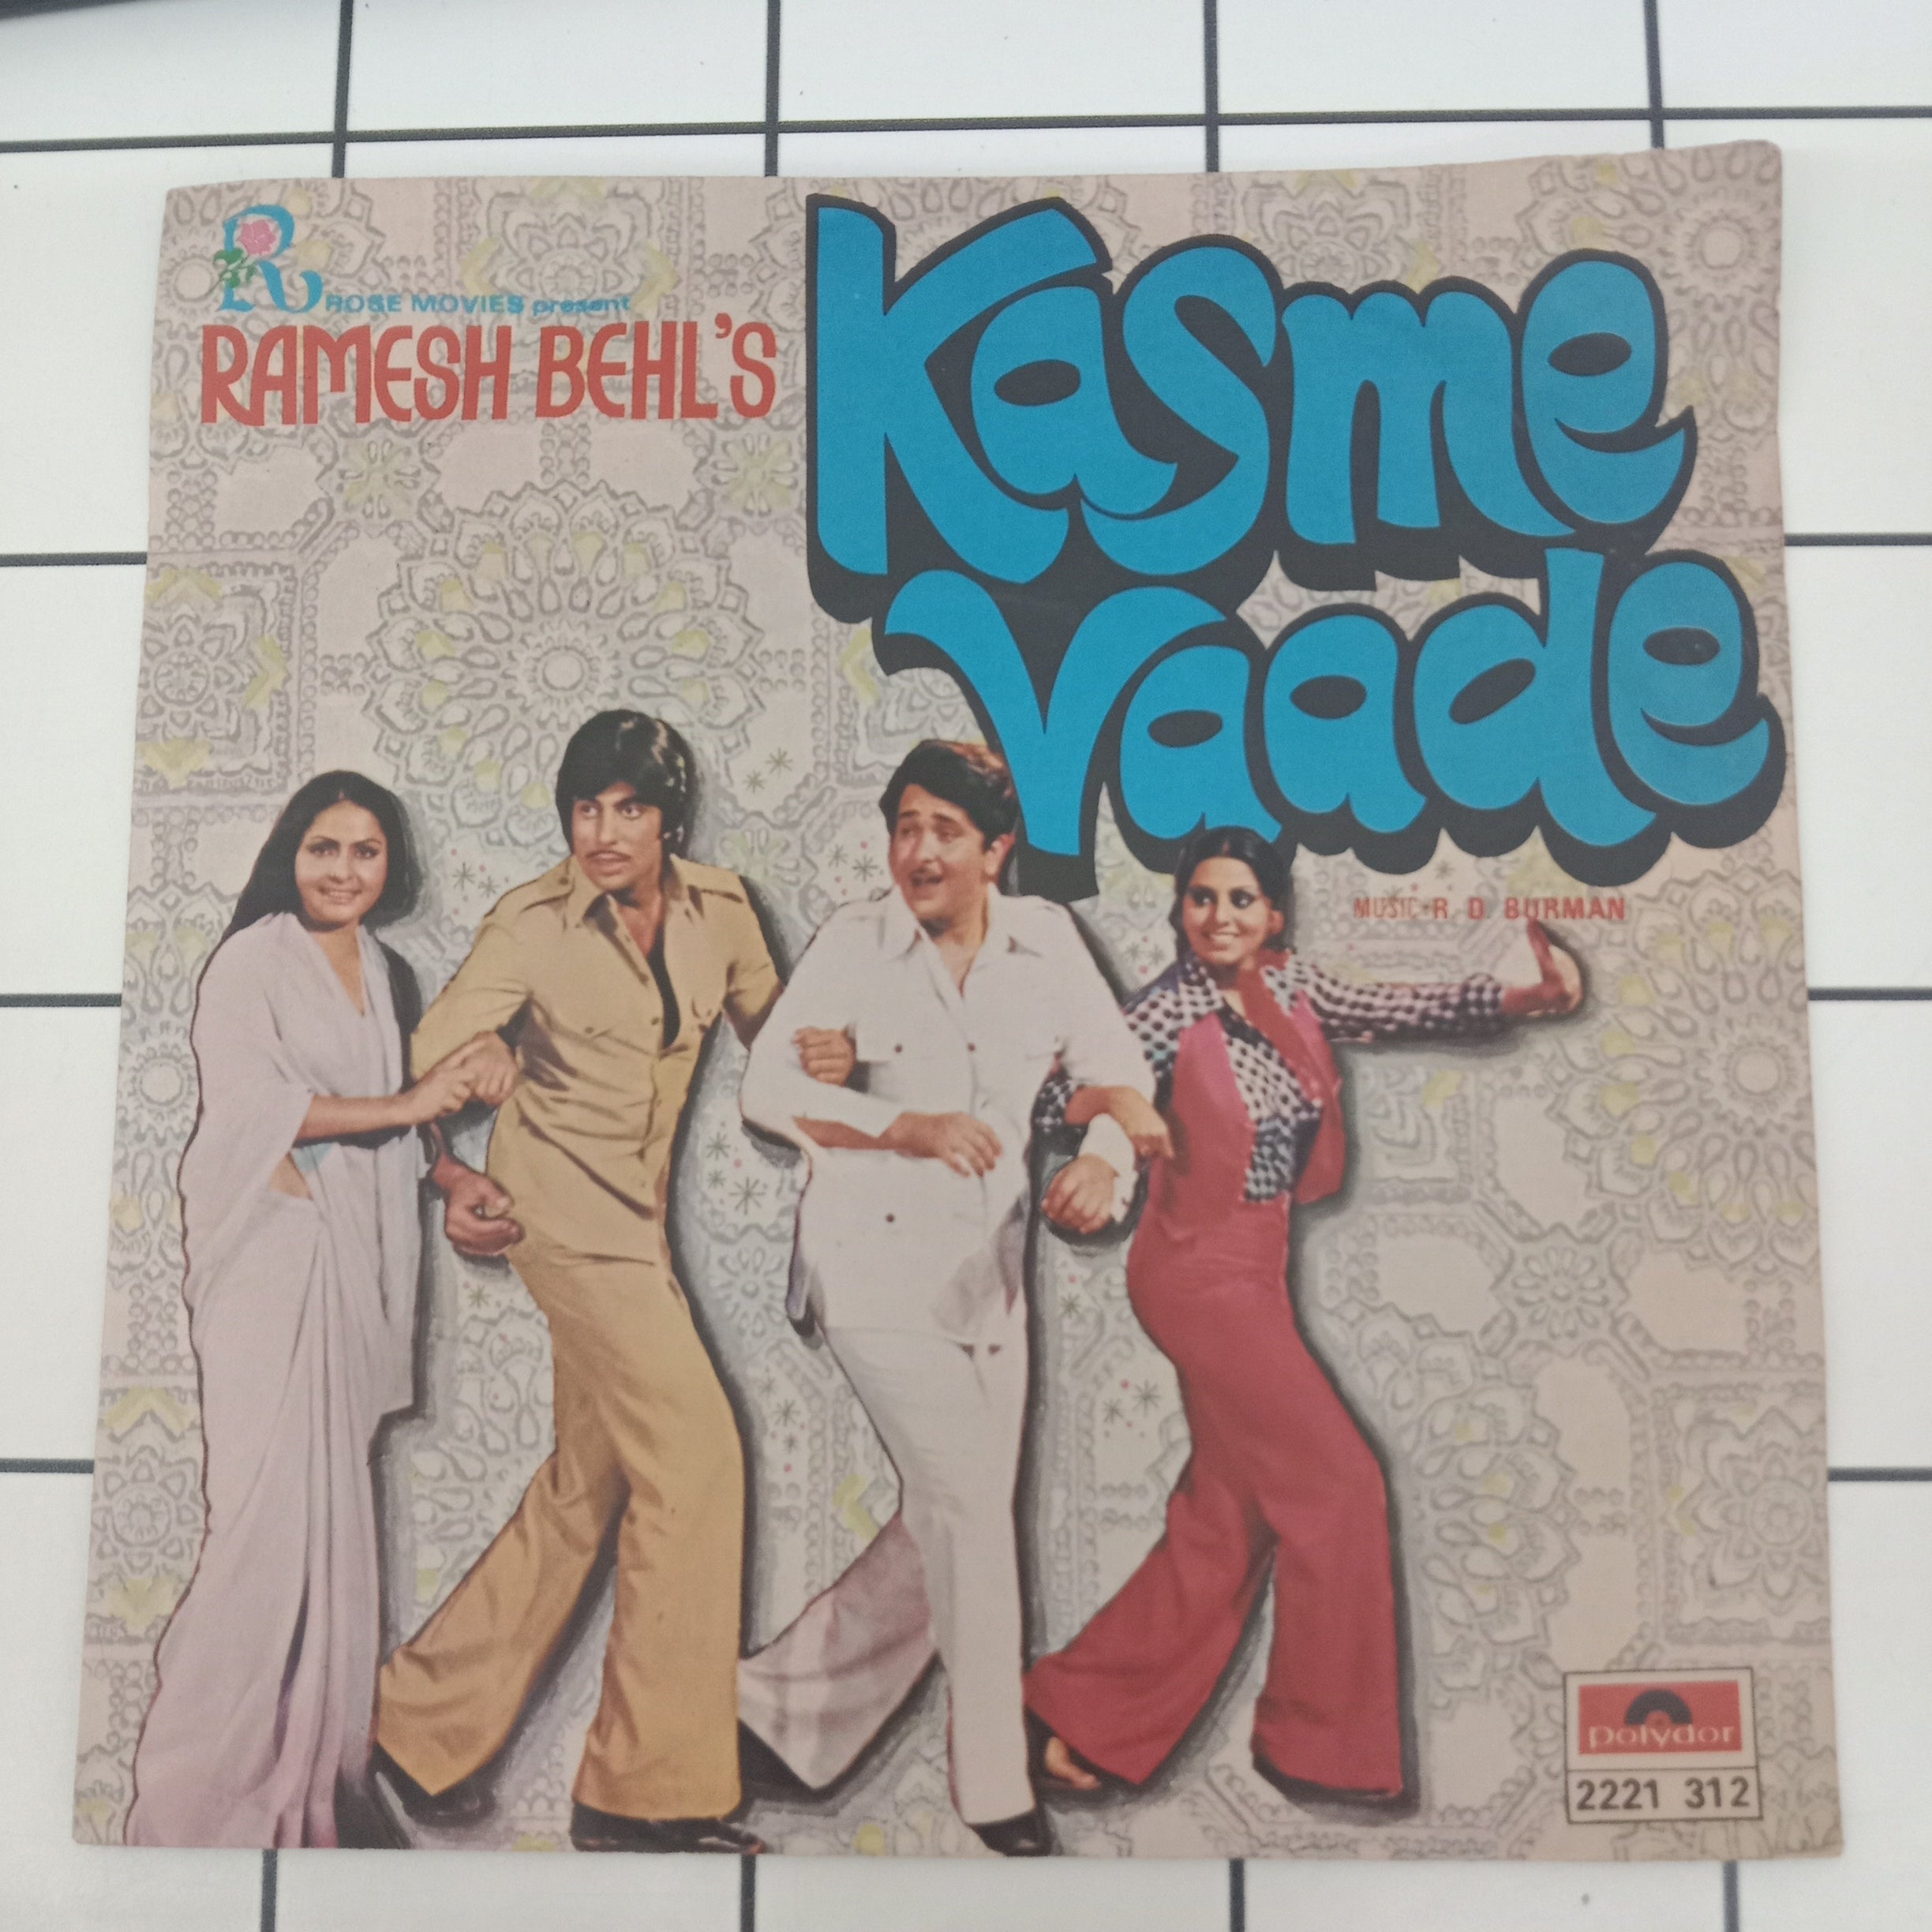 R
ROSE MOVIES present
RAMESH BEHL'S
Kasme
Vaade
MUSIC-R. D. BURMAN
polydor
2221 312